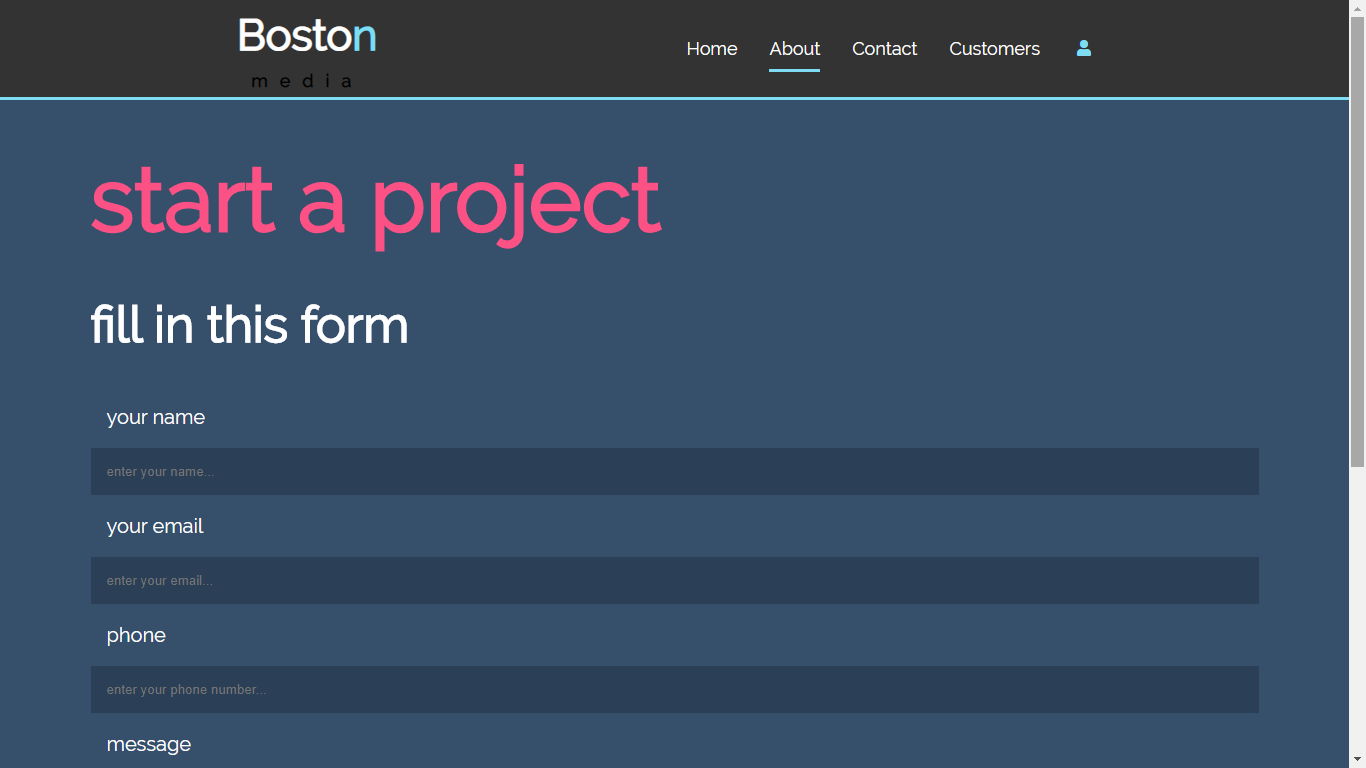 Boston
media
Home About Contact Customers
start a project
fill in this form
your name
enter your name...
your email
enter your email...
phone
enter your phone number...
message